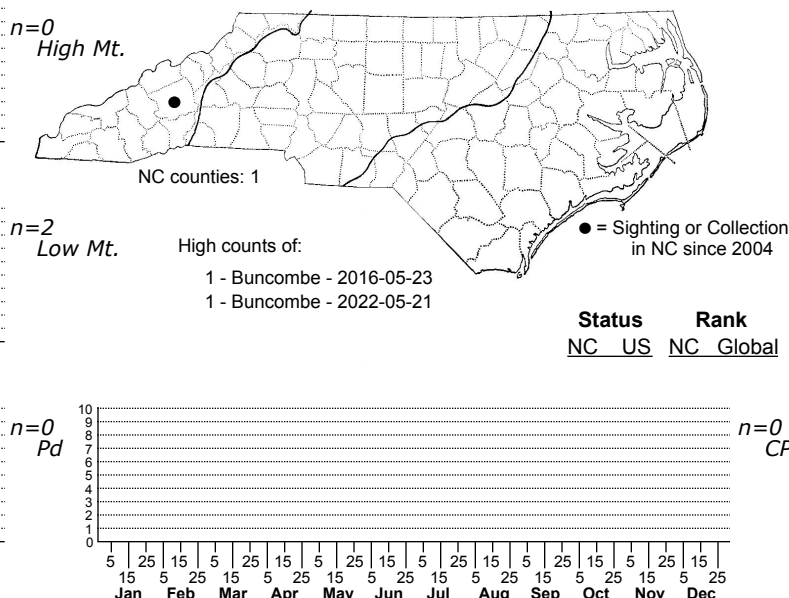 n=0
High Mt.
NC counties: 1
n=2
Low Mt.
High counts of:
1 - Buncombe - 2016-05-23
1 - Buncombe - 2022-05-21
● = Sighting or Collection
in NC since 2004
Status Rank
NC US NC Global
n=0
Pd
10
9
8
7
6
5
4
3
2
1
0
n=0
CP
5 15 25 5 15 25 5 15 25 5 15 25 5 15 25 5 15 25
15 5 25 15 5 25 15 5 25 15 5 25 15 5 25 15 5 25
Jan Feb Mar Apr May Jun Jul Aug Sep Oct Nov Dec